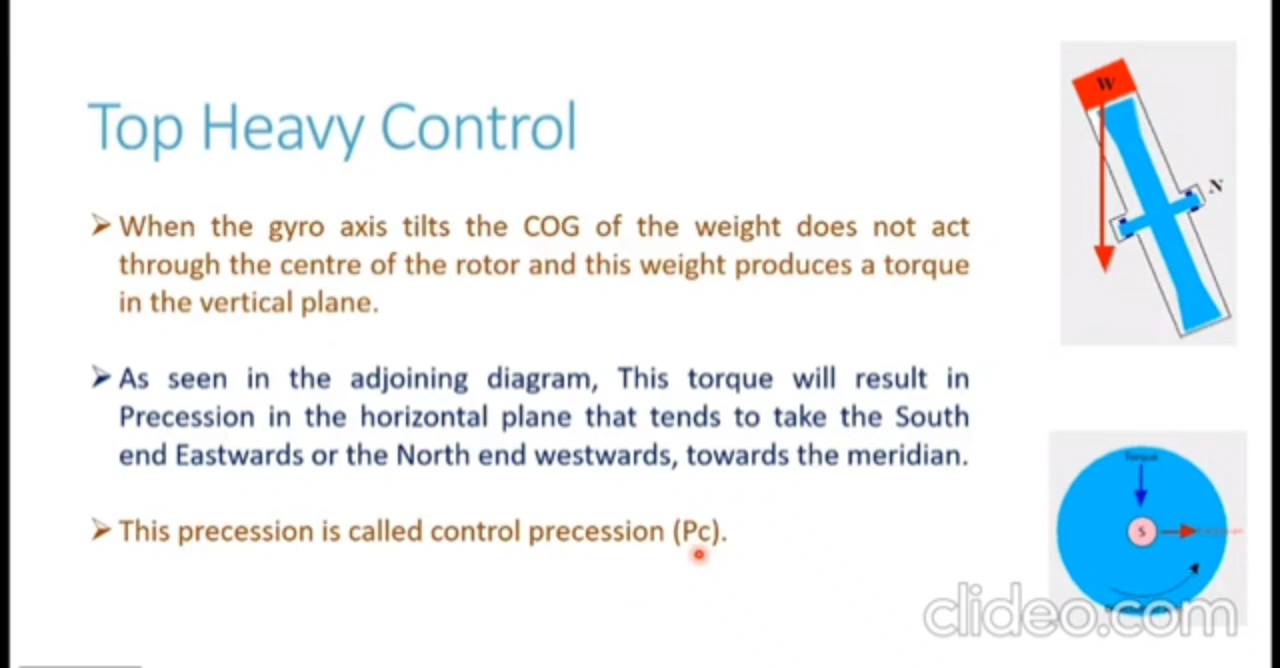 Top Heavy Control
➢ When the gyro axis tilts the COG of the weight does not act
through the centre of the rotor and this weight produces a torque
in the vertical plane.
➢ As seen in the adjoining diagram, This torque will result in
Precession in the horizontal plane that tends to take the South
end Eastwards or the North end westwards, towards the meridian.
➢ This precession is called control precession (Pc).
W
N
Torque
S
clideo.com